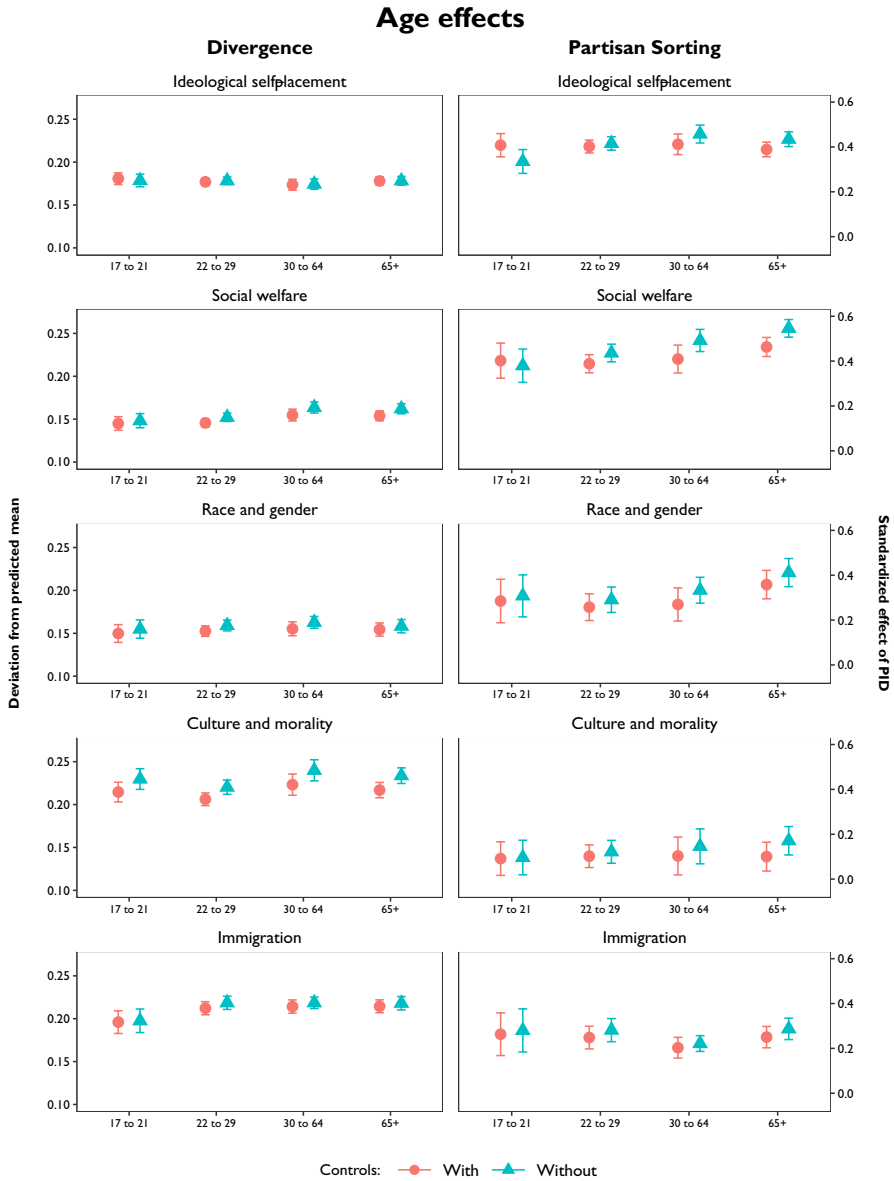 Age effects
Divergence
Partisan Sorting
Ideological selfplacement
Ideological selfplacement
0.25
0.20
0.15
0.10
0.6
0.4
0.2
0.0
17 to 21 22 to 29 30 to 64 65+
17 to 21 22 to 29 30 to 64 65+
Social welfare
Social welfare
0.25
0.20
0.15
0.10
0.6
0.4
0.2
0.0
17 to 21 22 to 29 30 to 64 65+
17 to 21 22 to 29 30 to 64 65+
Deviation from predicted mean
Standardized effect of PID
Race and gender
Race and gender
0.25
0.20
0.15
0.10
0.6
0.4
0.2
0.0
17 to 21 22 to 29 30 to 64 65+
17 to 21 22 to 29 30 to 64 65+
Culture and morality
Culture and morality
0.25
0.20
0.15
0.10
0.6
0.4
0.2
0.0
17 to 21 22 to 29 30 to 64 65+
17 to 21 22 to 29 30 to 64 65+
Immigration
Immigration
0.25
0.20
0.15
0.10
0.6
0.4
0.2
0.0
17 to 21 22 to 29 30 to 64 65+
17 to 21 22 to 29 30 to 64 65+
Controls: With Without